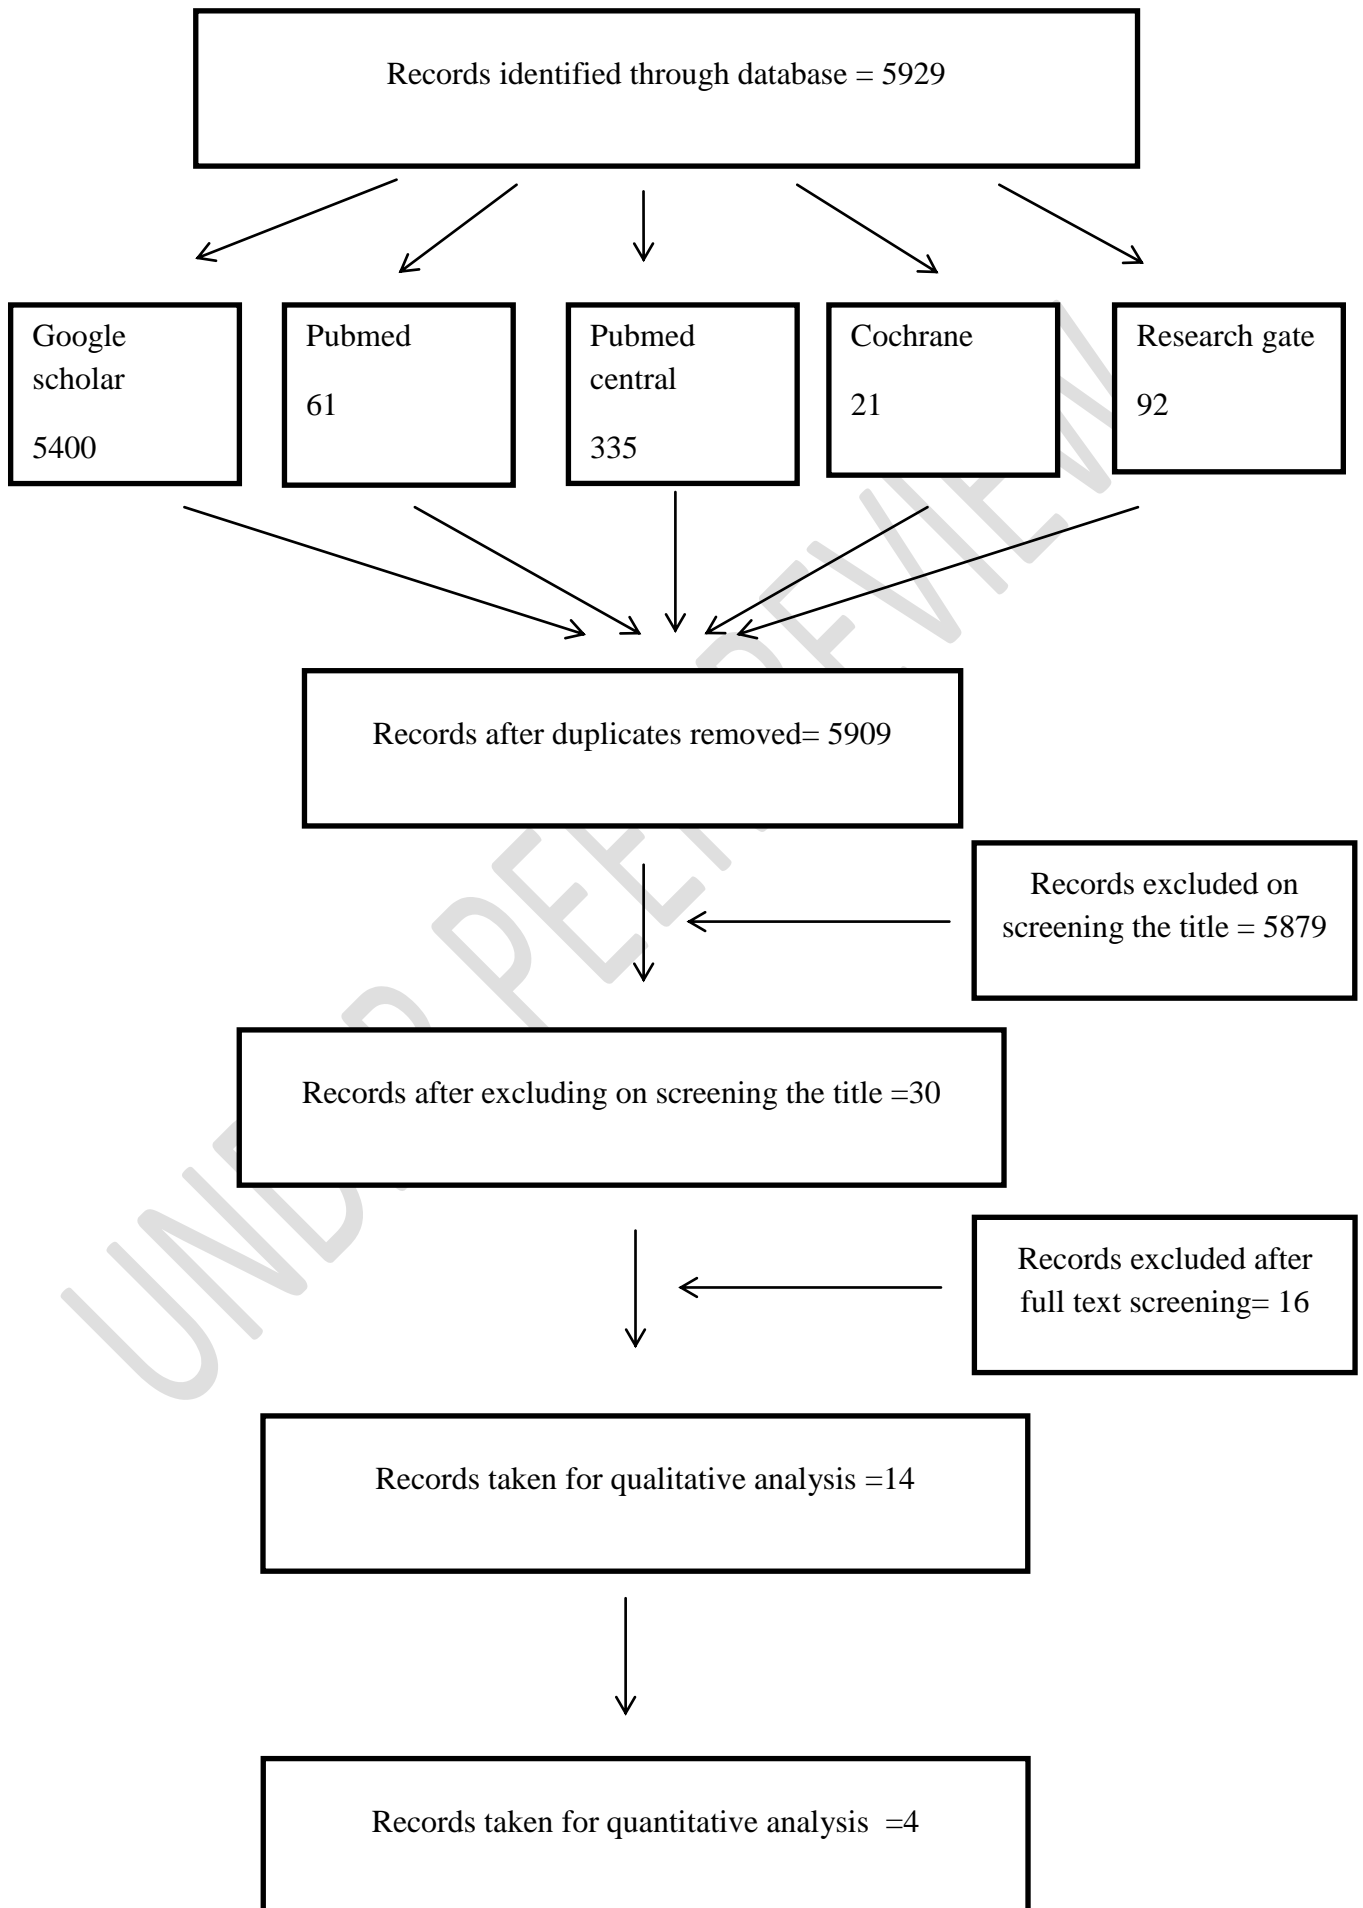 Records identified through database = 5929
Google
scholar
5400
Pubmed
61
Pubmed
central
335
Cochrane
21
Research gate
92
Records after duplicates removed= 5909
Records excluded on
screening the title = 5879
Records after excluding on screening the title =30
Records excluded after
full text screening= 16
Records taken for qualitative analysis =14
Records taken for quantitative analysis  =4
UNDER PEER REVIEW